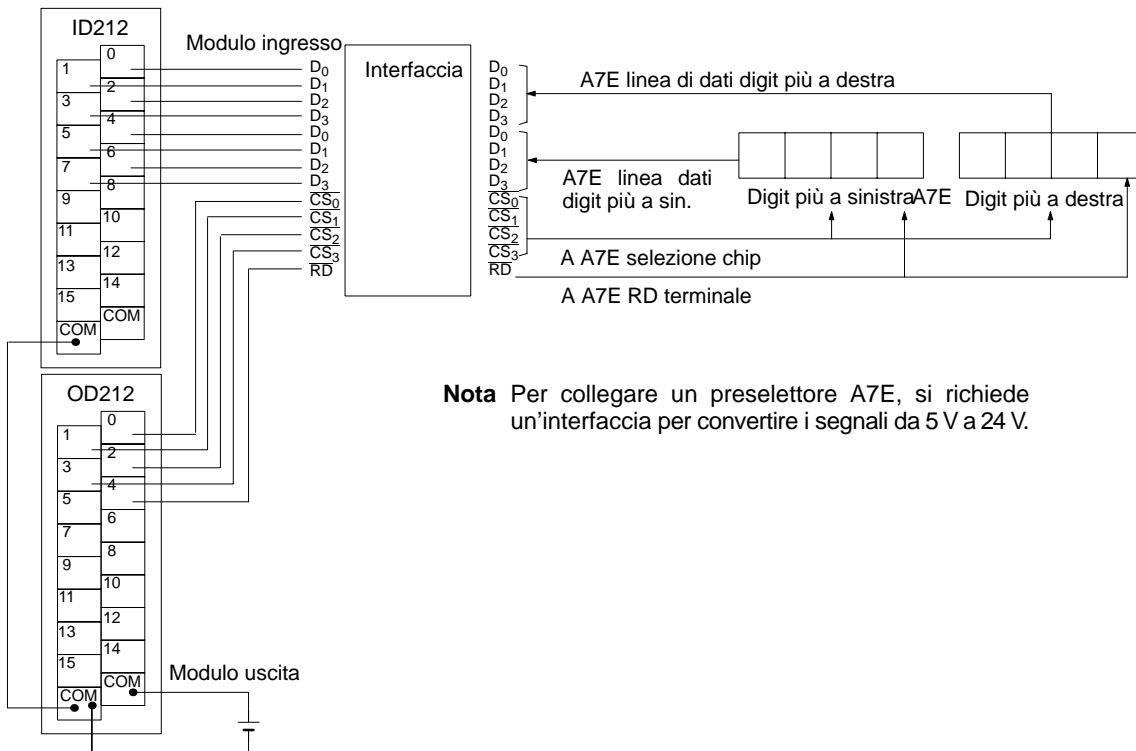 ID212
Modulo ingresso
0
1
2
3
4
5
6
7
8
9
10
11
12
13
14
15
COM
COM
D0
D1
D2
D3
D0
D1
D2
D3
CS0
CS1
CS2
CS3
RD
Interfaccia
D0
D1
D2
D3
D0
D1
D2
D3
CS0
CS1
CS2
CS3
RD
A7E linea di dati digit più a destra
A7E linea dati
digit più a sin.
Digit più a sinistra
A7E
Digit più a destra
A A7E selezione chip
A A7E RD terminale
Nota Per collegare un preselettore A7E, si richiede
un'interfaccia per convertire i segnali da 5 V a 24 V.
OD212
0
1
2
3
4
5
6
7
8
9
10
11
12
13
14
15
COM
COM
Modulo uscita